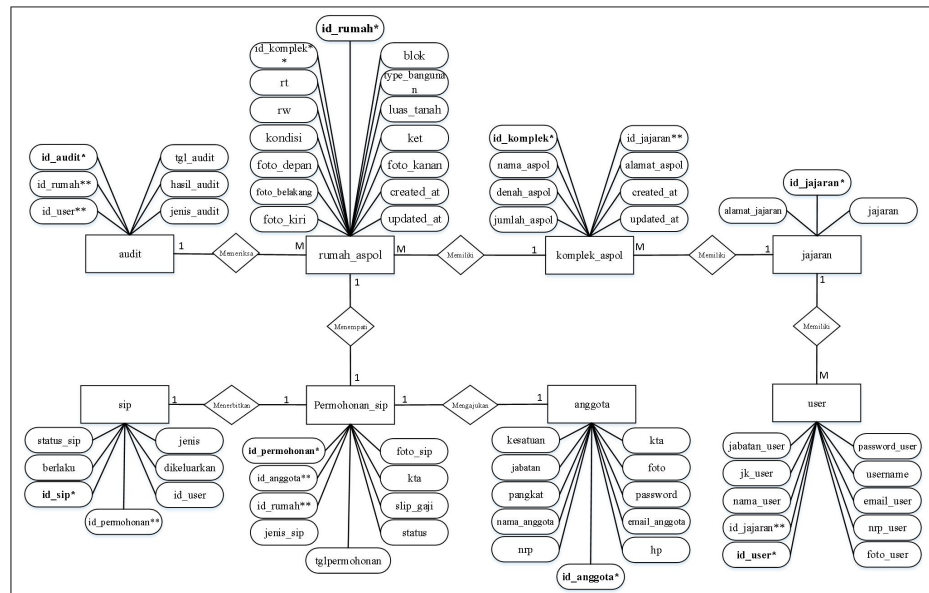 id_rumah*
id_komplek*
*
rt
rw
kondisi
foto_depan
foto_belakang
foto_kiri
blok
type_banguna
n
luas_tanah
ket
foto_kanan
created_at
updated_at
id_audit*
id_rumah**
id_user**
tgl_audit
hasil_audit
jenis_audit
id_komplek*
nama_aspol
denah_aspol
jumlah_aspol
id_jajaran**
alamat_aspol
created_at
updated_at
id_jajaran*
alamat_jajaran
jajaran
audit
1
Memeriksa
M
rumah_aspol
M
Memiliki
1
komplek_aspol
M
Memiliki
1
jajaran
1
Menempati
1
1
Memiliki
M
sip
1
Menerbitkan
1
Permohonan_sip
1
Mengajukan
1
anggota
user
status_sip
berlaku
id_sip*
id_permohonan**
jenis
dikeluarkan
id_user
id_permohonan*
id_anggota**
id_rumah**
jenis_sip
tglpermohonan
foto_sip
kta
slip_gaji
status
kesatuan
jabatan
pangkat
nama_anggota
nrp
id_anggota*
kta
foto
password
email_anggota
hp
jabatan_user
jk_user
nama_user
id_jajaran**
id_user*
password_user
username
email_user
nrp_user
foto_user